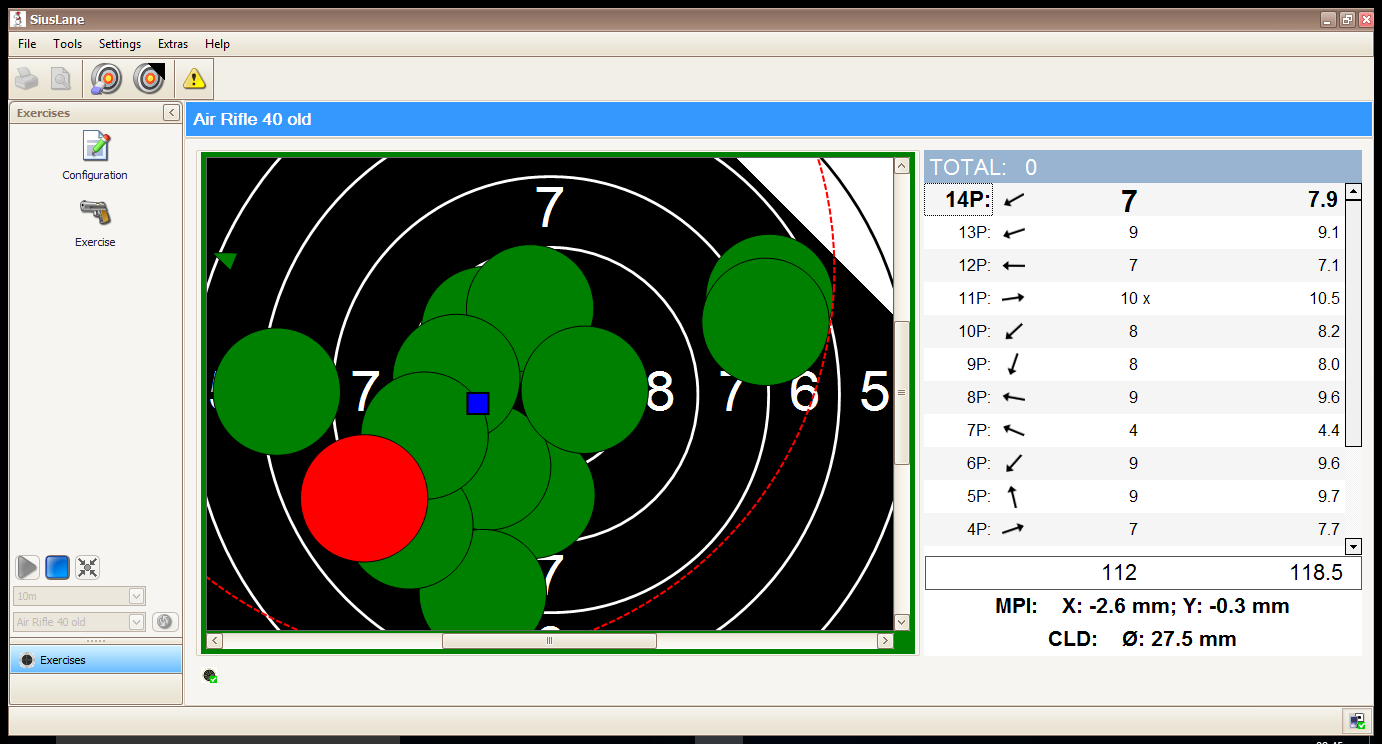 SiusLane
File Tools Settings Extras Help
Exercises
Configuration
Exercise
10m
Air Rifle 40 old
Exercises
Air Rifle 40 old
7
7 8 7 6 5
7
TOTAL: 0
14P: 7 7.9
13P: 9 9.1
12P: 7 7.1
11P: 10 x 10.5
10P: 8 8.2
9P: 8 8.0
8P: 9 9.6
7P: 4 4.4
6P: 9 9.6
5P: 9 9.7
4P: 7 7.7
112 118.5
MPI: X: -2.6 mm; Y: -0.3 mm
CLD: Ø: 27.5 mm